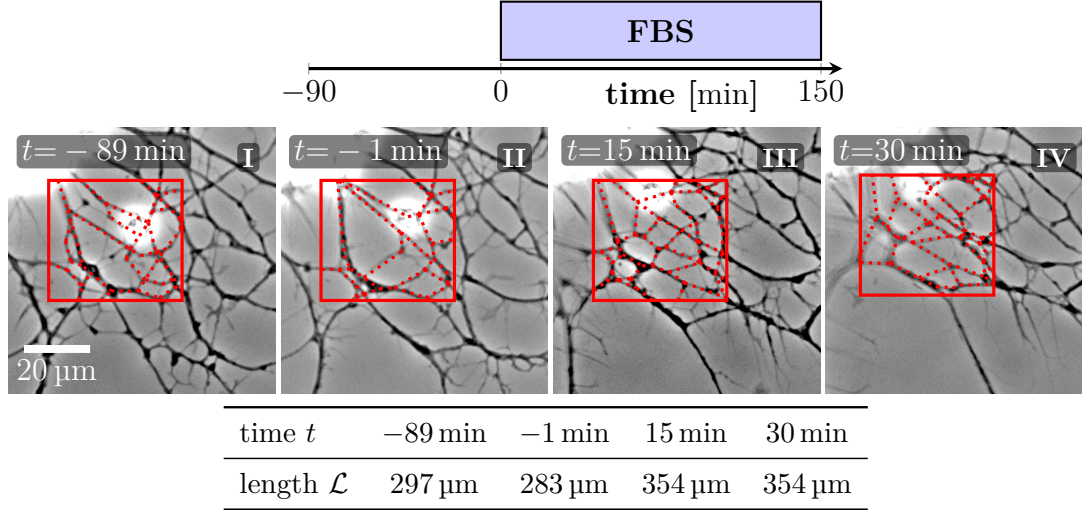 FBS
−90 0 time [min] 150
t= − 89 min I
t= − 1 min II
t=15 min III
t=30 min IV
20 µm
time t −89 min −1 min 15 min 30 min
length ℒ 297 µm 283 µm 354 µm 354 µm